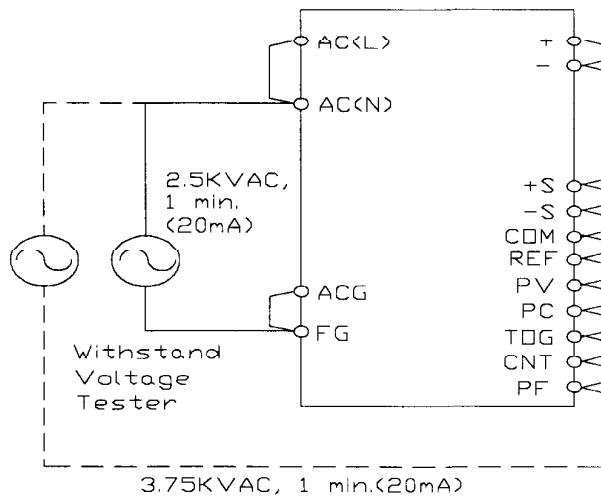 AC(L)
+
-
AC(N)
2.5KVAC,
1 min.
(20mA)
+S
-S
COM
REF
ACG
PV
PC
FG
TOG
CNT
PF
Withstand
Voltage
Tester
3.75KVAC, 1 min.(20mA)